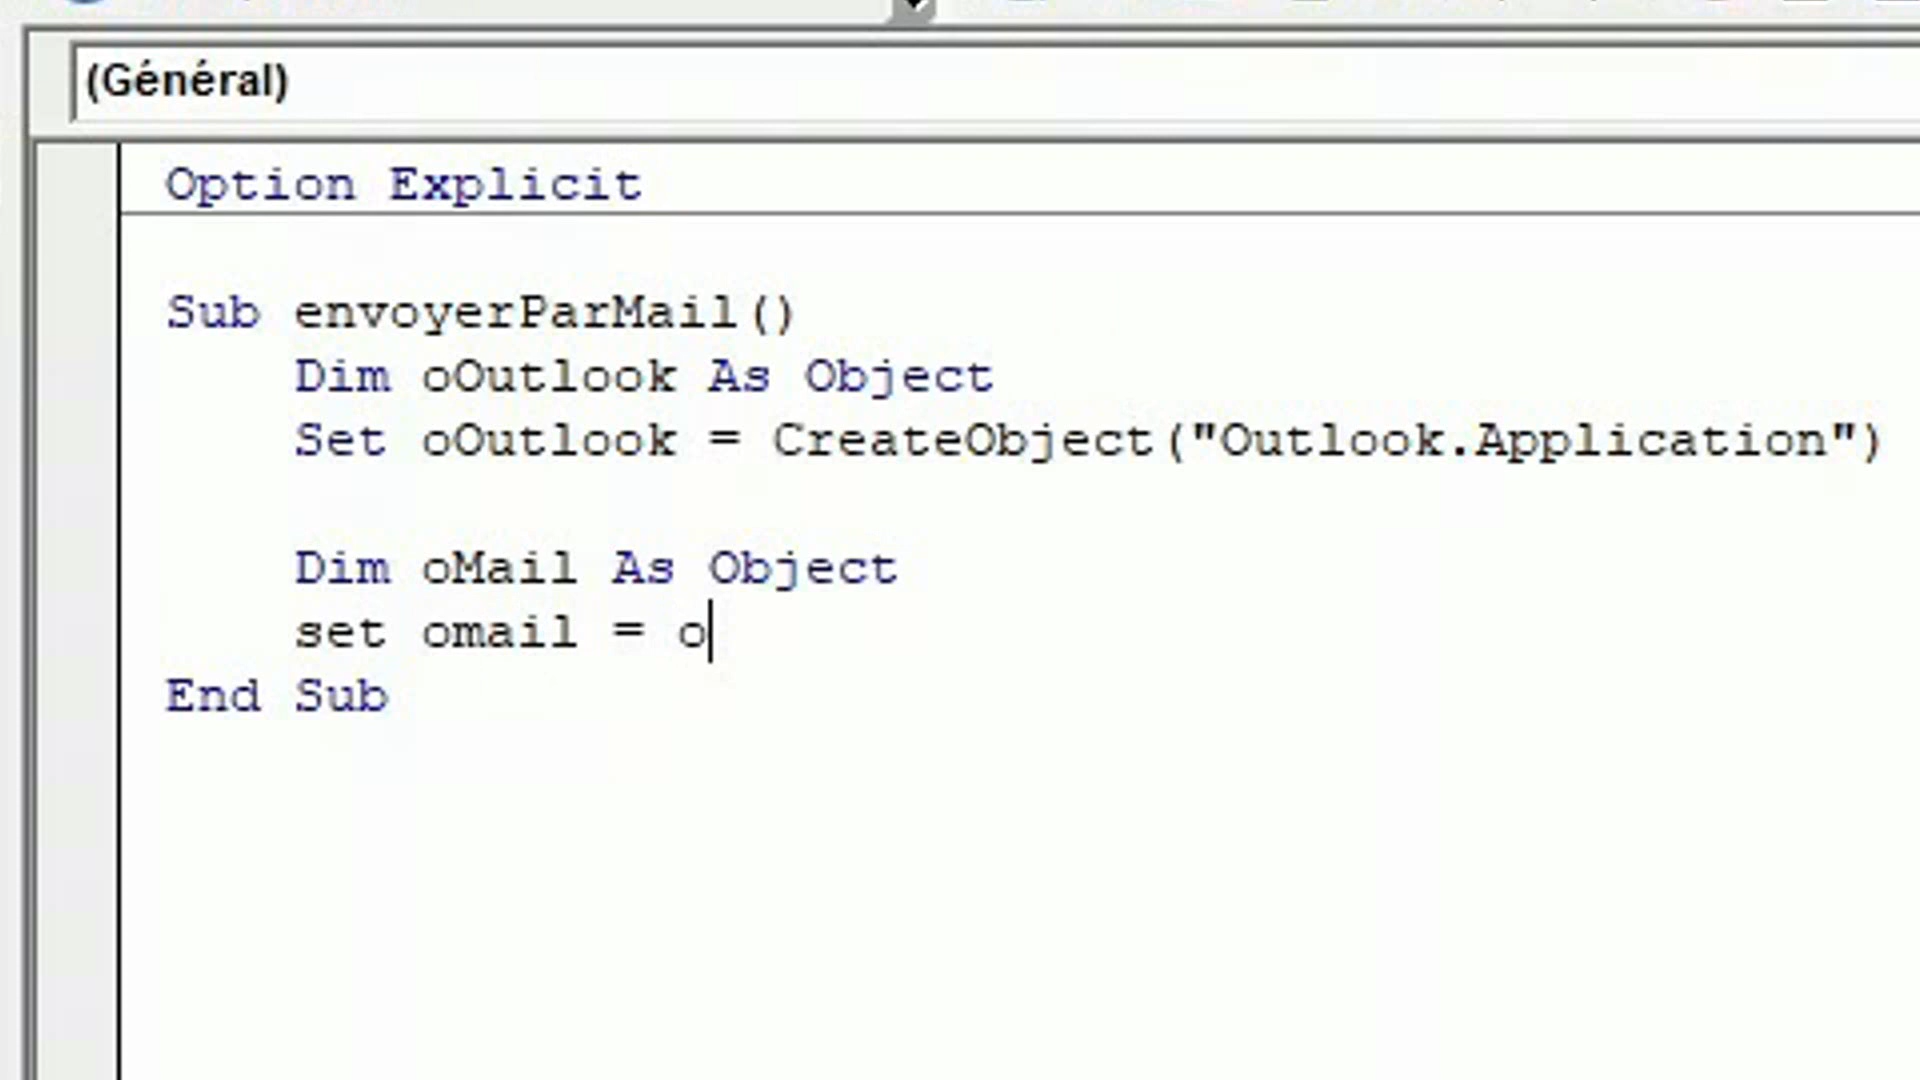 (Général)
Option Explicit
Sub envoyerParMail()
Dim oOutlook As Object
Set oOutlook = CreateObject("Outlook.Application")
Dim oMail As Object
set omail = o
End Sub